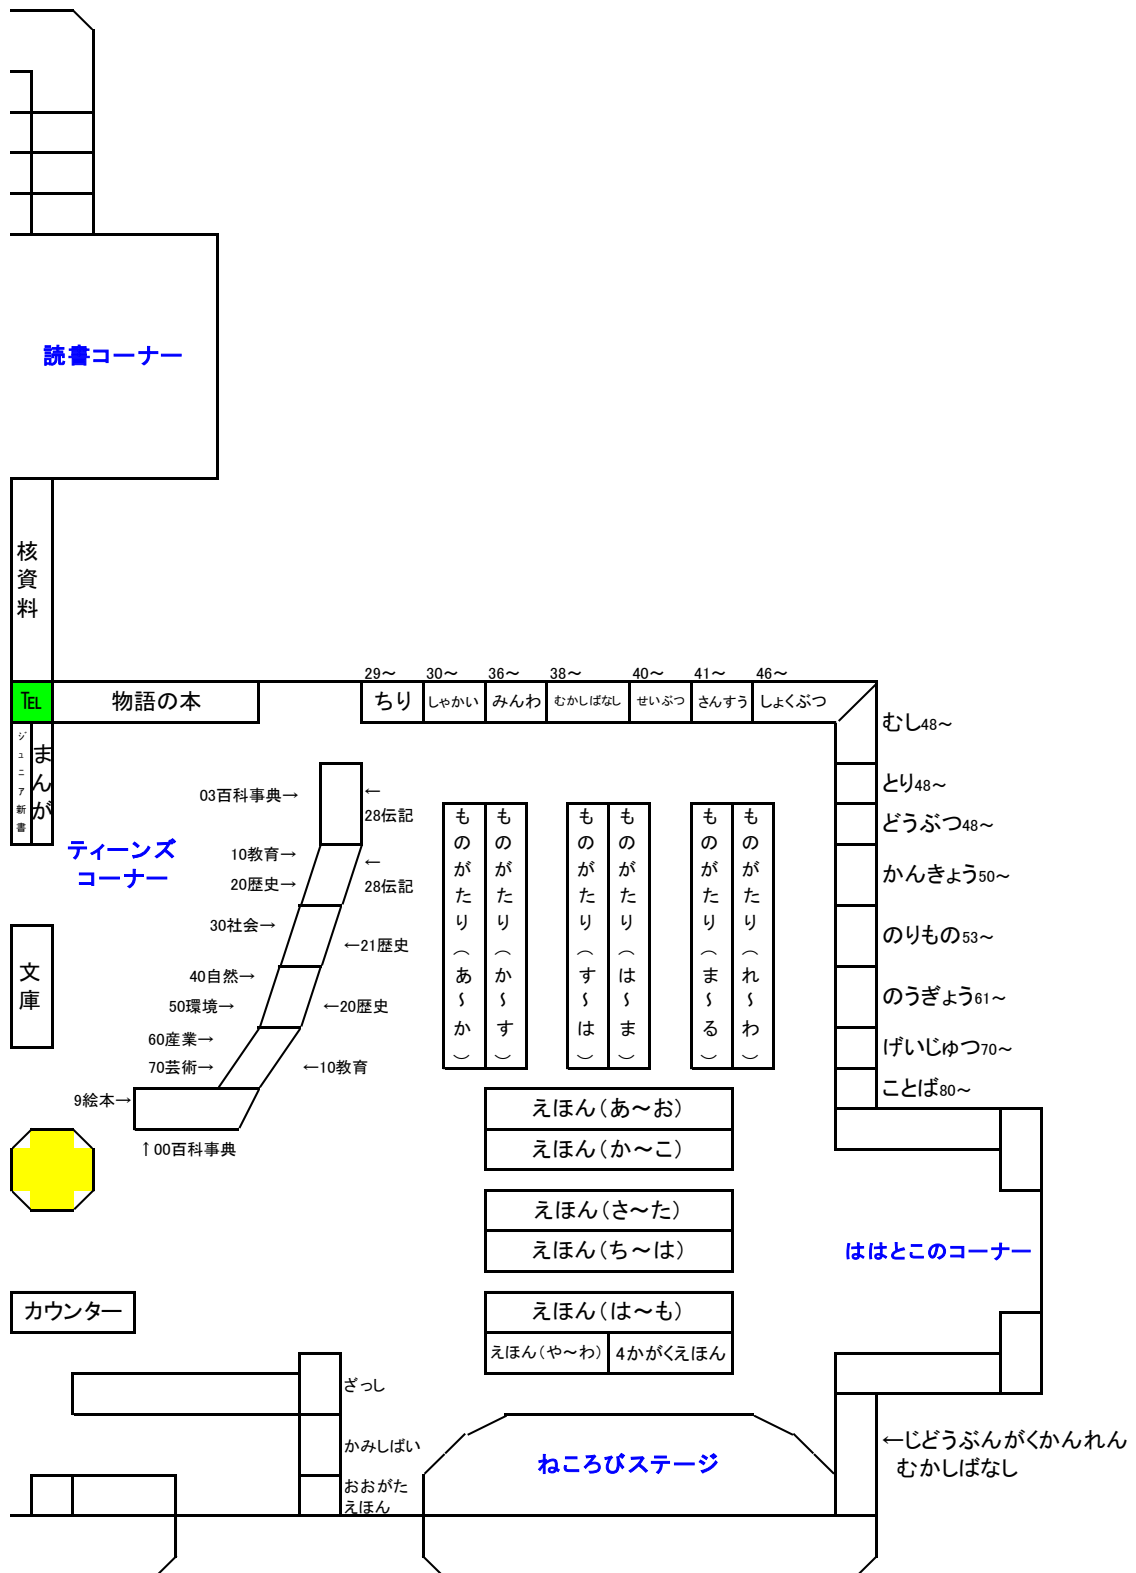 読書コーナー
核資料
29～
30～
36～
38～
40～
41～
46～
TEL
物語の本
ちり
しゃかい
みんわ
むかしばなし
せいぶつ
さんすう
しょくぶつ
むし48～
ジュニア新書
まんが
とり48～
03百科事典→
←
28伝記
どうぶつ48～
ティーンズ
コーナー
10教育→
←
28伝記
20歴史→
かんきょう50～
30社会→
←21歴史
のりもの53～
ものがたり（あ～か）
ものがたり（か～す）
ものがたり（す～は）
ものがたり（は～ま）
ものがたり（ま～る）
ものがたり（れ～わ）
文庫
40自然→
50環境→
←20歴史
のうぎょう61～
60産業→
70芸術→
←10教育
げいじゅつ70～
ことば80～
9絵本→
↑00百科事典
えほん（あ～お）
えほん（か～こ）
えほん（さ～た）
えほん（ち～は）
ははとこのコーナー
カウンター
えほん（は～も）
えほん（や～わ）
4かがくえほん
ざっし
かみしばい
おおがた
えほん
ねころびステージ
←じどうぶんがくかんれん
むかしばなし